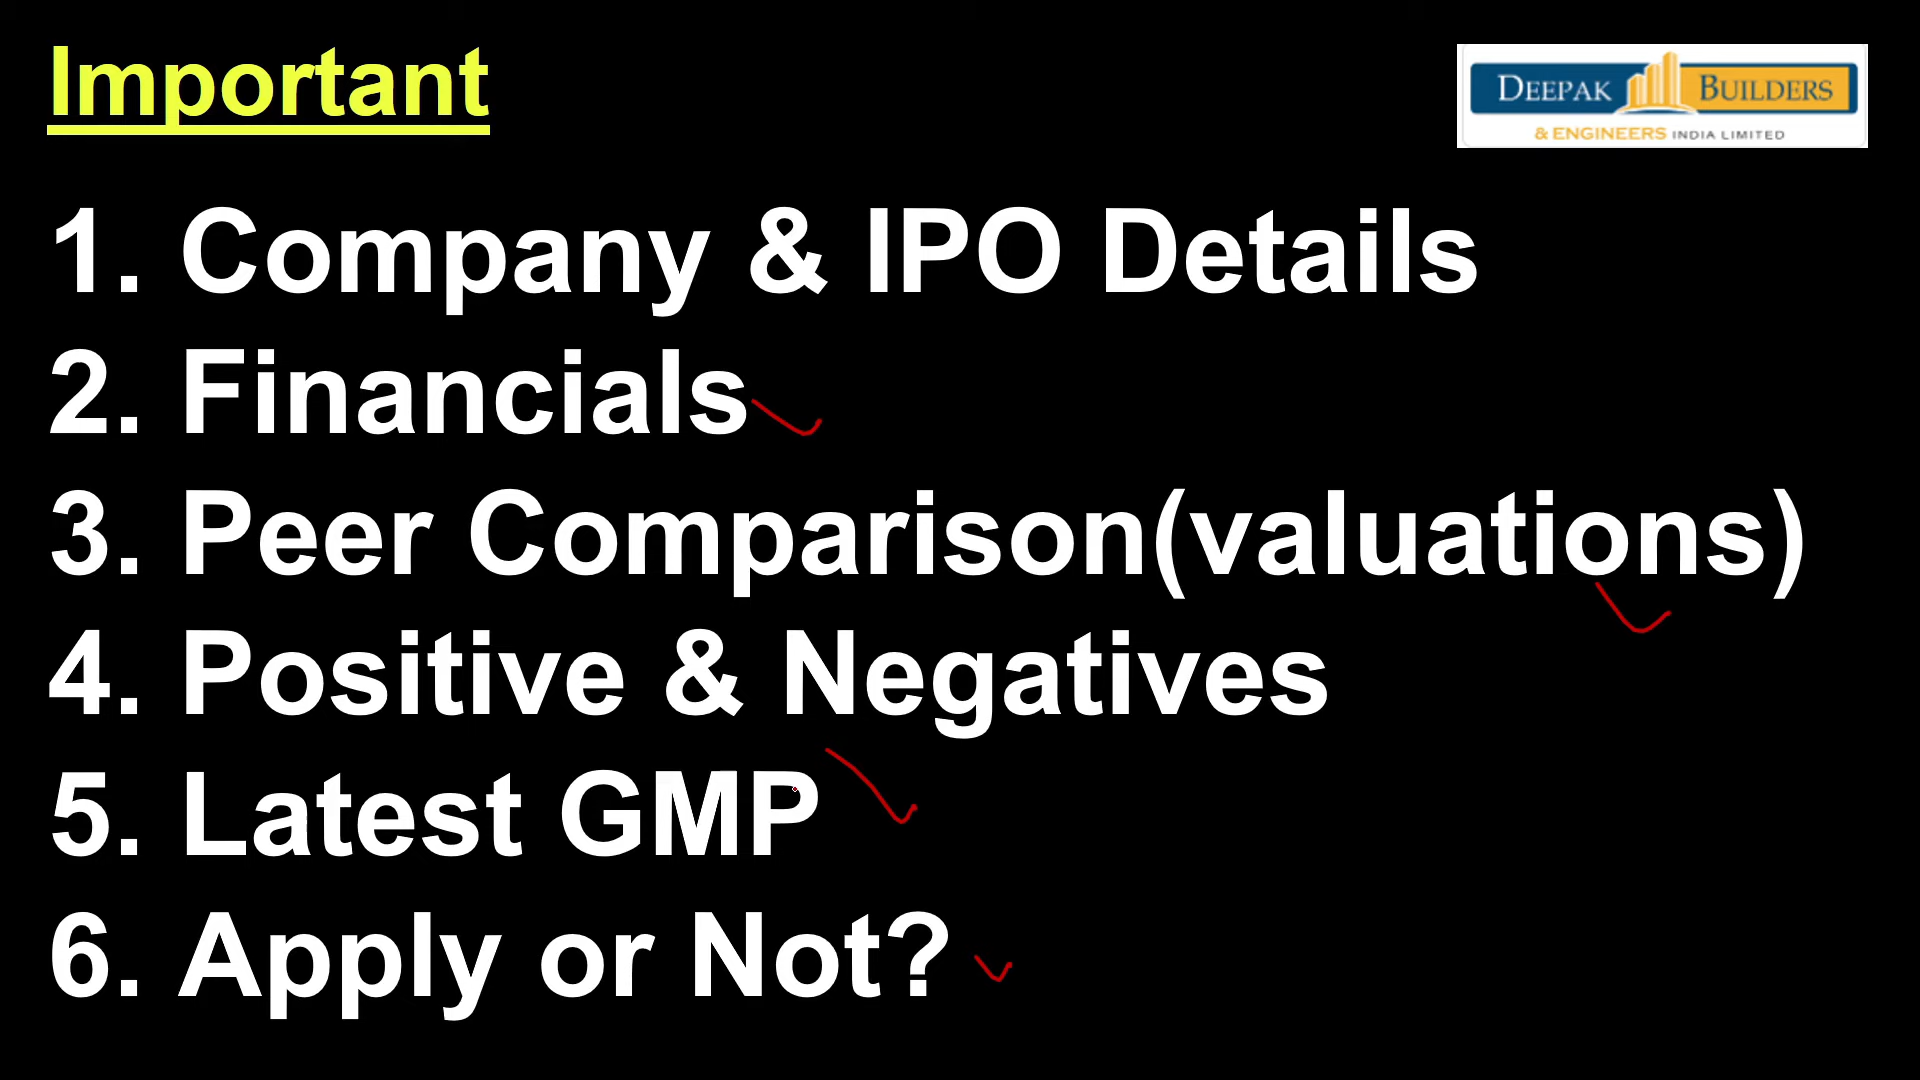 Important
DEEPAK BUILDERS
& ENGINEERS INDIA LIMITED
1. Company & IPO Details
2. Financials
3. Peer Comparison(valuations)
4. Positive & Negatives
5. Latest GMP
6. Apply or Not?